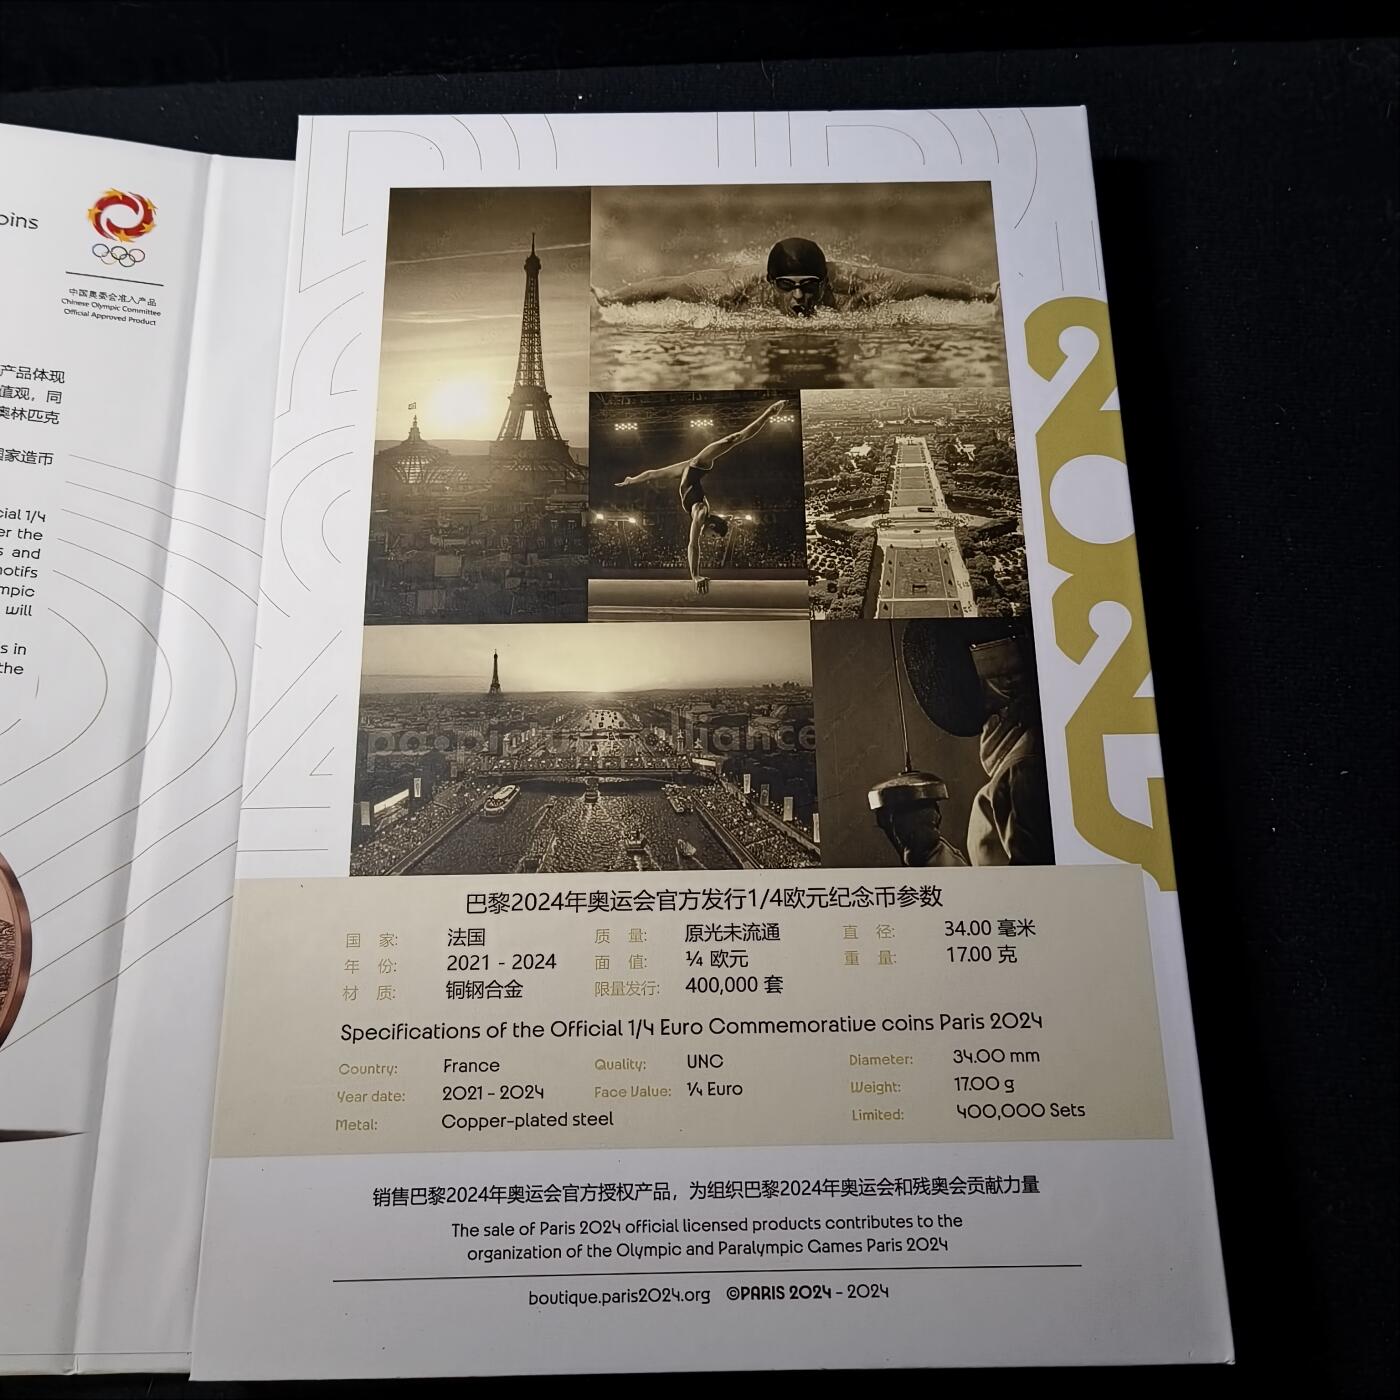 oins
中国奥委会准入产品
Chinese Olympic Committee
Official Approved Product
产品体现
值观，同
奥林匹克
国家造币
cial 1/4
er the
s and
motifs
mpic
will
s in
the
2024
巴黎2024年奥运会官方发行1/4欧元纪念币参数
国 家: 法国 质 量: 原光未流通 直 径: 34.00 毫米
年 份: 2021 - 2024 面 值: ¼ 欧元 重 量: 17.00 克
材 质: 铜钢合金 限量发行: 400,000 套
Specifications of the Official 1/4 Euro Commemorative coins Paris 2024
Country: France Quality: UNC Diameter: 34.00 mm
Year date: 2021 - 2024 Face Value: ¼ Euro Weight: 17.00 g
Metal: Copper-plated steel Limited: 400,000 Sets
销售巴黎2024年奥运会官方授权产品，为组织巴黎2024年奥运会和残奥会贡献力量
The sale of Paris 2024 official licensed products contributes to the
organization of the Olympic and Paralympic Games Paris 2024
boutique.paris2024.org ©PARIS 2024 - 2024